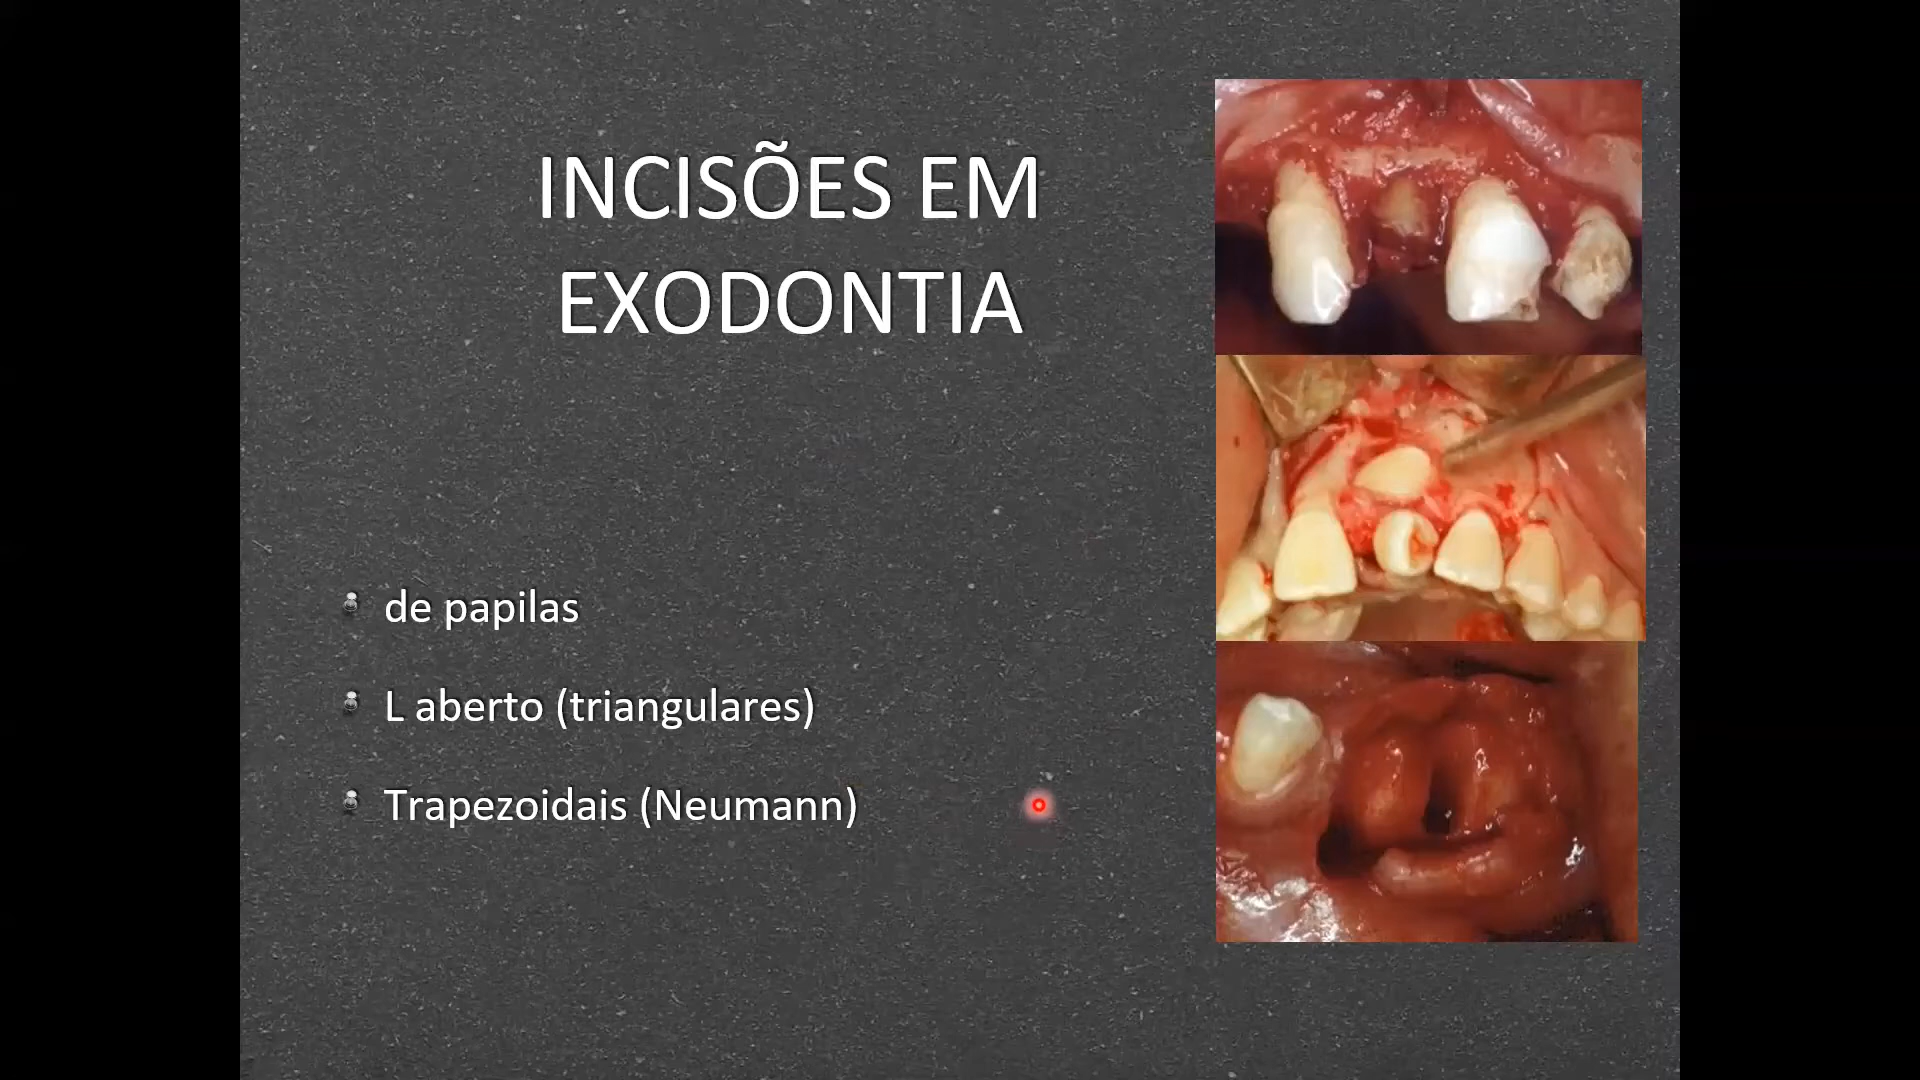 INCISÕES EM
EXODONTIA
de papilas
L aberto (triangulares)
Trapezoidais (Neumann)